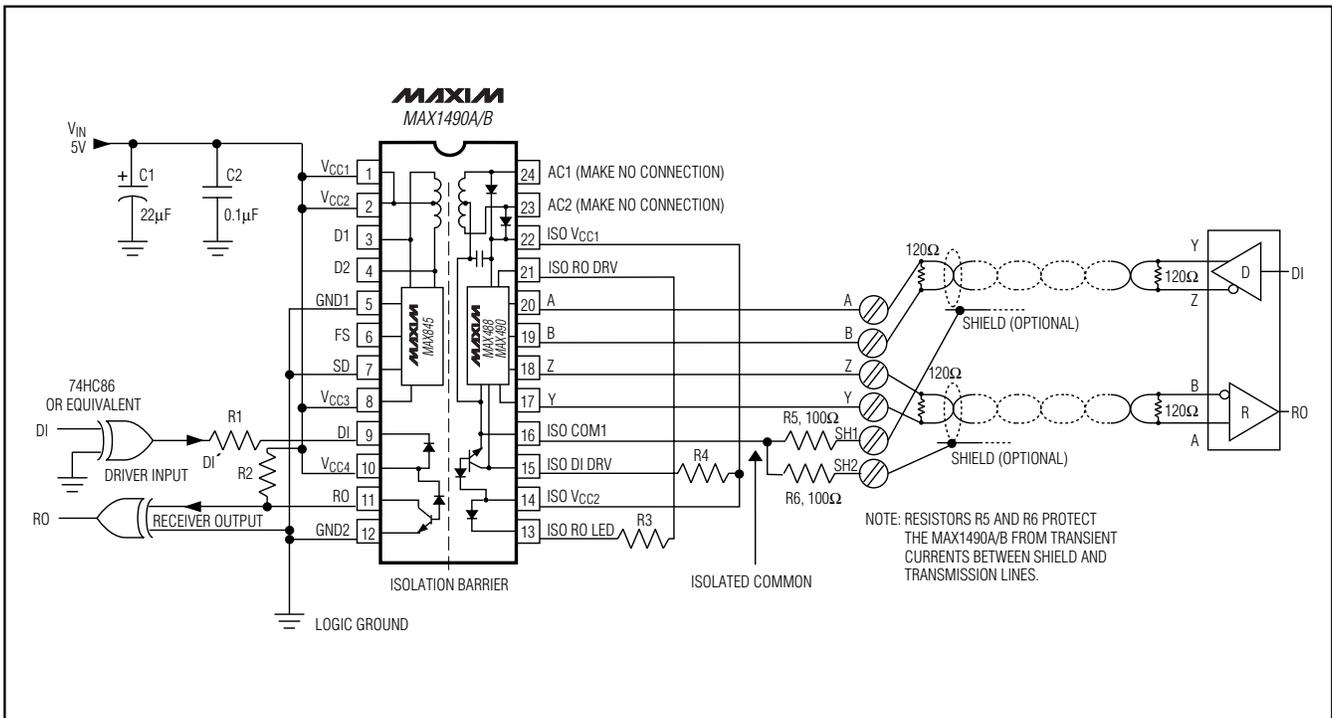 MAXIM
MAX1490A/B
VIN
5V
C1
+
22µF
C2
0.1µF
VCC1
1
VCC2
2
D1
3
D2
4
GND1
5
FS
6
SD
7
VCC3
8
DI
9
VCC4
10
RO
11
GND2
12
24
AC1 (MAKE NO CONNECTION)
23
AC2 (MAKE NO CONNECTION)
22
ISO VCC1
21
ISO RO DRV
20
A
19
B
18
Z
17
Y
16
ISO COM1
15
ISO DI DRV
14
ISO VCC2
13
ISO RO LED
MAXIM
MAX845
MAXIM
MAX488
MAX490
74HC86
OR EQUIVALENT
DI
DRIVER INPUT
R1
DI´
R2
RO
RECEIVER OUTPUT
LOGIC GROUND
ISOLATION BARRIER
R3
R4
ISOLATED COMMON
R5, 100Ω
SH1
R6, 100Ω
SH2
A
B
Z
Y
120Ω
SHIELD (OPTIONAL)
120Ω
SHIELD (OPTIONAL)
Y
120Ω
Z
D
DI
B
120Ω
A
R
RO
NOTE: RESISTORS R5 AND R6 PROTECT
THE MAX1490A/B FROM TRANSIENT
CURRENTS BETWEEN SHIELD AND
TRANSMISSION LINES.